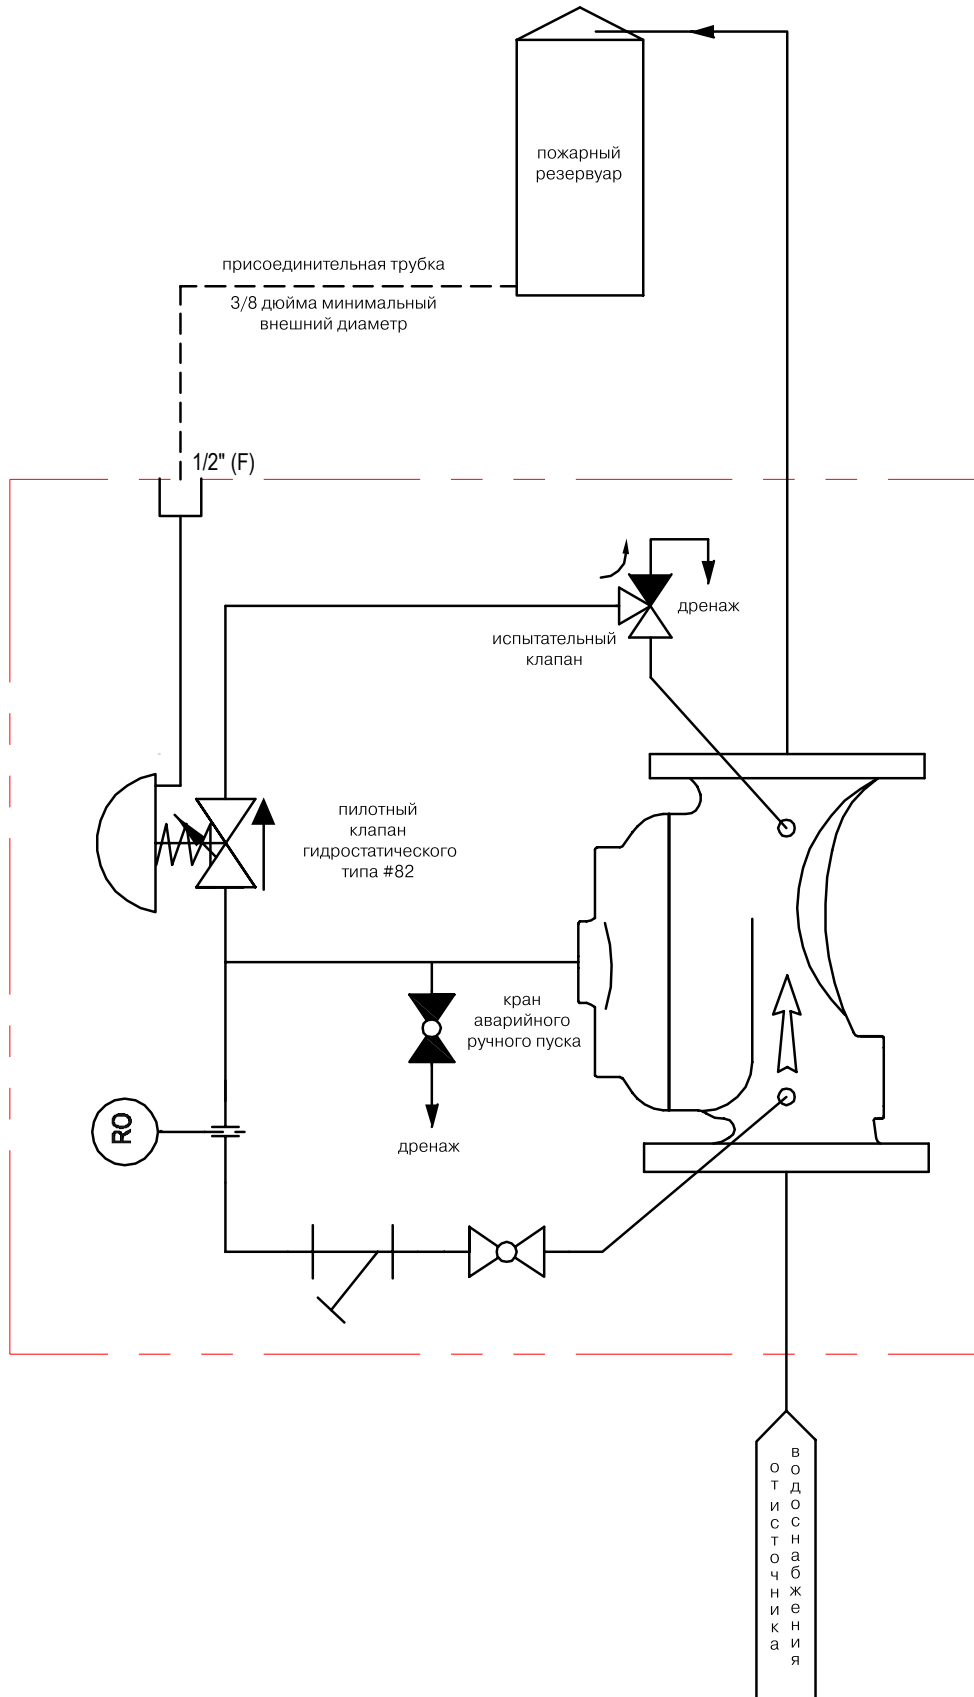 пожарный
резервуар
присоединительная трубка
3/8 дюйма минимальный
внешний диаметр
1/2" (F)
дренаж
испытательный
клапан
пилотный
клапан
гидростатического
типа #82
кран
аварийного
ручного пуска
RO
дренаж
от источника
водоснабжения